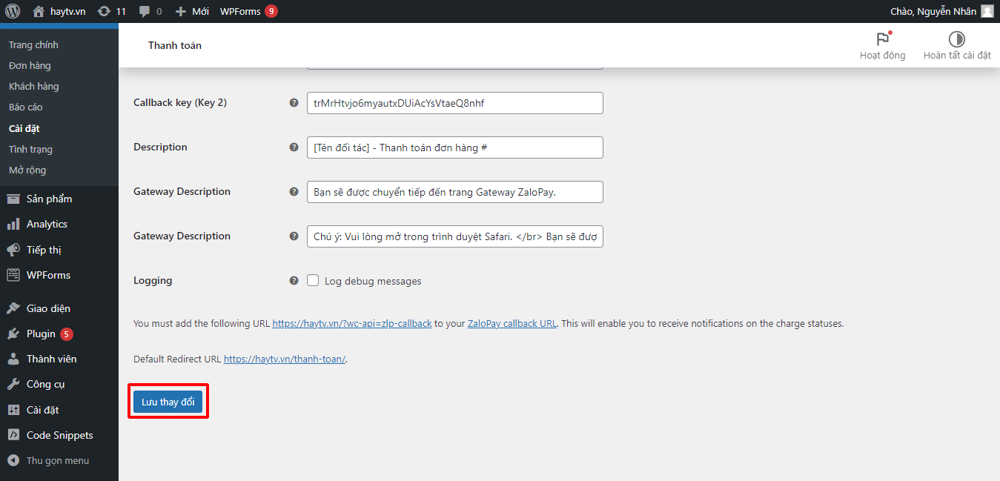 haytv.vn 11 0 Mới WPForms 9 Chào, Nguyễn Nhân
Trang chính
Đơn hàng
Khách hàng
Báo cáo
Cài đặt
Tình trạng
Mở rộng
Sản phẩm
Analytics
Tiếp thị
WPForms
Giao diện
Plugin 5
Thành viên
Công cụ
Cài đặt
Code Snippets
Thu gọn menu
Thanh toán
Hoạt động
Hoàn tất cài đặt
Callback key (Key 2) trMrHtvjo6myautxDUiAcYsVtaeQ8nhf
Description [Tên đối tác] - Thanh toán đơn hàng #
Gateway Description Bạn sẽ được chuyển tiếp đến trang Gateway ZaloPay.
Gateway Description Chú ý: Vui lòng mở trong trình duyệt Safari. </br> Bạn sẽ đượ
Logging Log debug messages
You must add the following URL https://haytv.vn/?wc-api=zlp-callback to your ZaloPay callback URL. This will enable you to receive notifications on the charge statuses.
Default Redirect URL https://haytv.vn/thanh-toan/.
Lưu thay đổi